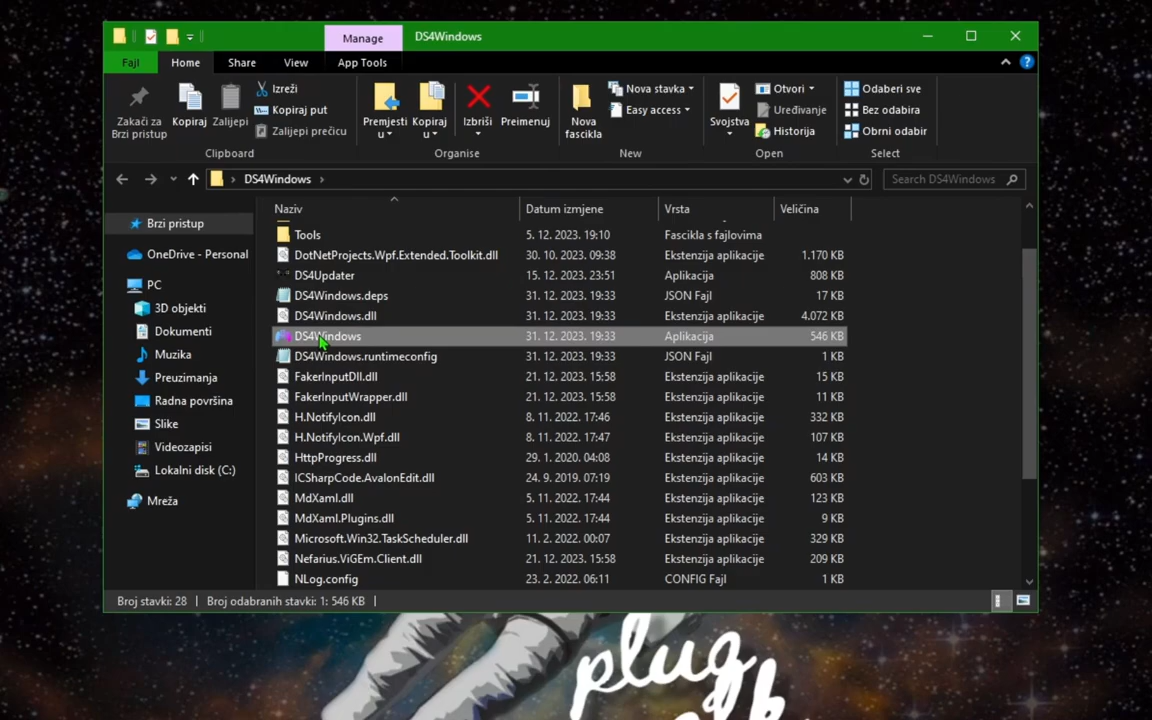 Manage
DS4Windows
Fajl
Home
Share
View
App Tools
Zakači za
Brzi pristup
Kopiraj
Zalijepi
Izreži
Kopiraj put
Zalijepi prečicu
Clipboard
Premjesti
u
Kopiraj
u
Izbriši
Preimenuj
Organise
Nova
fascikla
Nova stavka
Easy access
New
Svojstva
Otvori
Uređivanje
Historija
Open
Odaberi sve
Bez odabira
Obrni odabir
Select
DS4Windows
Search DS4Windows
Brzi pristup
OneDrive - Personal
PC
3D objekti
Dokumenti
Muzika
Preuzimanja
Radna površina
Slike
Videozapisi
Lokalni disk (C:)
Mreža
Naziv Datum izmjene Vrsta Veličina
Tools 5. 12. 2023. 19:10 Fascikla s fajlovima
DotNetProjects.Wpf.Extended.Toolkit.dll 30. 10. 2023. 09:38 Ekstenzija aplikacije 1.170 KB
DS4Updater 15. 12. 2023. 23:51 Aplikacija 808 KB
DS4Windows.deps 31. 12. 2023. 19:33 JSON Fajl 17 KB
DS4Windows.dll 31. 12. 2023. 19:33 Ekstenzija aplikacije 4.072 KB
DS4Windows 31. 12. 2023. 19:33 Aplikacija 546 KB
DS4Windows.runtimeconfig 31. 12. 2023. 19:33 JSON Fajl 1 KB
FakerInputDll.dll 21. 12. 2023. 15:58 Ekstenzija aplikacije 15 KB
FakerInputWrapper.dll 21. 12. 2023. 15:58 Ekstenzija aplikacije 11 KB
H.NotifyIcon.dll 8. 11. 2022. 17:46 Ekstenzija aplikacije 332 KB
H.NotifyIcon.Wpf.dll 8. 11. 2022. 17:47 Ekstenzija aplikacije 107 KB
HttpProgress.dll 29. 1. 2020. 04:08 Ekstenzija aplikacije 14 KB
ICSharpCode.AvalonEdit.dll 24. 9. 2019. 07:19 Ekstenzija aplikacije 603 KB
MdXaml.dll 5. 11. 2022. 17:44 Ekstenzija aplikacije 123 KB
MdXaml.Plugins.dll 5. 11. 2022. 17:44 Ekstenzija aplikacije 9 KB
Microsoft.Win32.TaskScheduler.dll 11. 2. 2022. 00:07 Ekstenzija aplikacije 329 KB
Nefarius.ViGEm.Client.dll 21. 12. 2023. 15:58 Ekstenzija aplikacije 209 KB
NLog.config 23. 2. 2022. 06:11 CONFIG Fajl 1 KB
Broj stavki: 28 Broj odabranih stavki: 1: 546 KB
plug